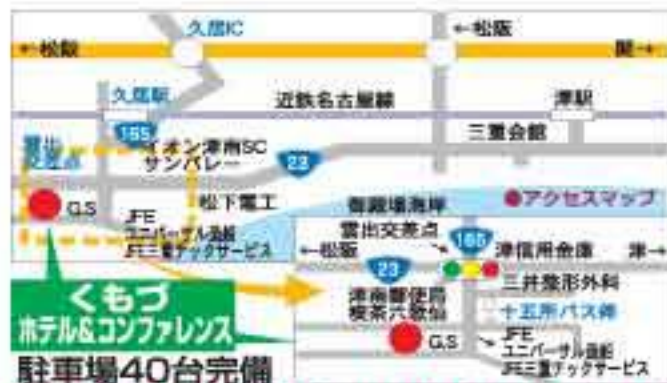 久居IC
←松阪
←松阪
関→
久居駅
近鉄名古屋線
津駅
165
三重会館
雲出
交差点
イオン津南SC
サンバレー
23
G.S
松下電工
御殿場海岸
●アクセスマップ
JFE
ユニバーサル造船
JFE三重テックサービス
雲出交差点
165
←松阪
津信用金庫
津→
23
三井整形外科
津南郵便局
喫茶六歌仙
十五所バス停
G.S
JFE
ユニバーサル造船
JFE三重テックサービス
くもづ
ホテル&コンファレンス
駐車場40台完備